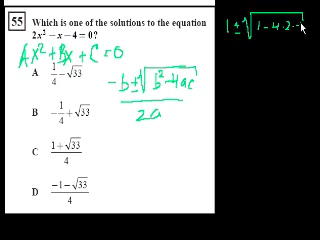 55 Which is one of the solutions to the equation
2x² – x – 4 = 0?
Ax² + Bx + C = 0
A 1/4 – √33
B –1/4 + √33
C (1 + √33)/4
D (–1 – √33)/4
(-b ± √(b² - 4ac))/2a
1 ± √(1 - 4·2·-